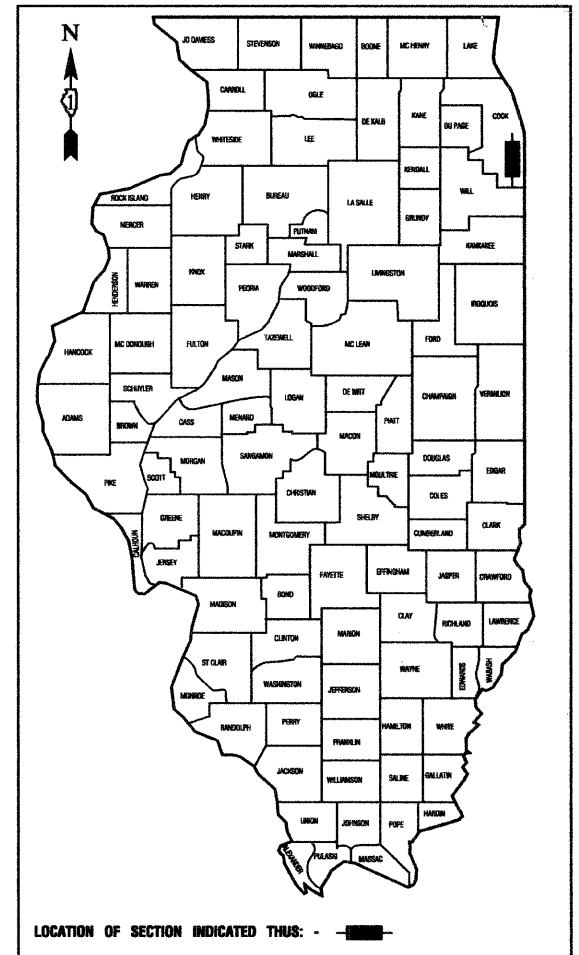 JO DAVIESS STEVENSON WINNEBAGO BOONE MC HENRY LAKE
N
CARROLL OGLE DE KALB KANE DU PAGE COOK
WHITESIDE LEE KENDALL WILL
ROCK ISLAND HENRY BUREAU LA SALLE GRUNDY
MERCER PUTNAM KANKAKEE
STARK MARSHALL
HENDERSON WARREN KNOX PEORIA WOODFORD LIVINGSTON IROQUOIS
HANCOCK MC DONOUGH FULTON TAZEWELL MC LEAN FORD
SCHUYLER MASON LOGAN DE WITT CHAMPAIGN VERMILION
ADAMS BROWN CASS MENARD MACON PIATT
PIKE SCOTT MORGAN SANGAMON CHRISTIAN MOULTRIE DOUGLAS EDGAR
COLES
CALHOUN GREENE MACOUPIN MONTGOMERY SHELBY CUMBERLAND CLARK
JERSEY FAYETTE EFFINGHAM JASPER CRAWFORD
MADISON BOND CLAY RICHLAND LAWRENCE
CLINTON MARION
ST CLAIR WASHINGTON JEFFERSON WAYNE EDWARDS WABASH
MONROE
RANDOLPH PERRY FRANKLIN HAMILTON WHITE
JACKSON WILLIAMSON SALINE GALLATIN
UNION JOHNSON POPE HARDIN
ALEXANDER PULASKI MASSAC
LOCATION OF SECTION INDICATED THUS: -